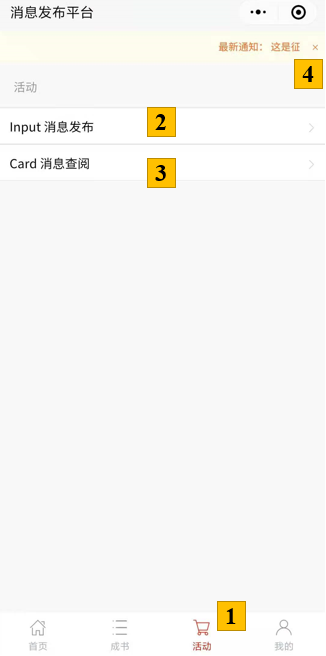 消息发布平台
最新通知： 这是征
4
活动
2
Input 消息发布
Card 消息查阅
3
1
首页
成书
活动
我的